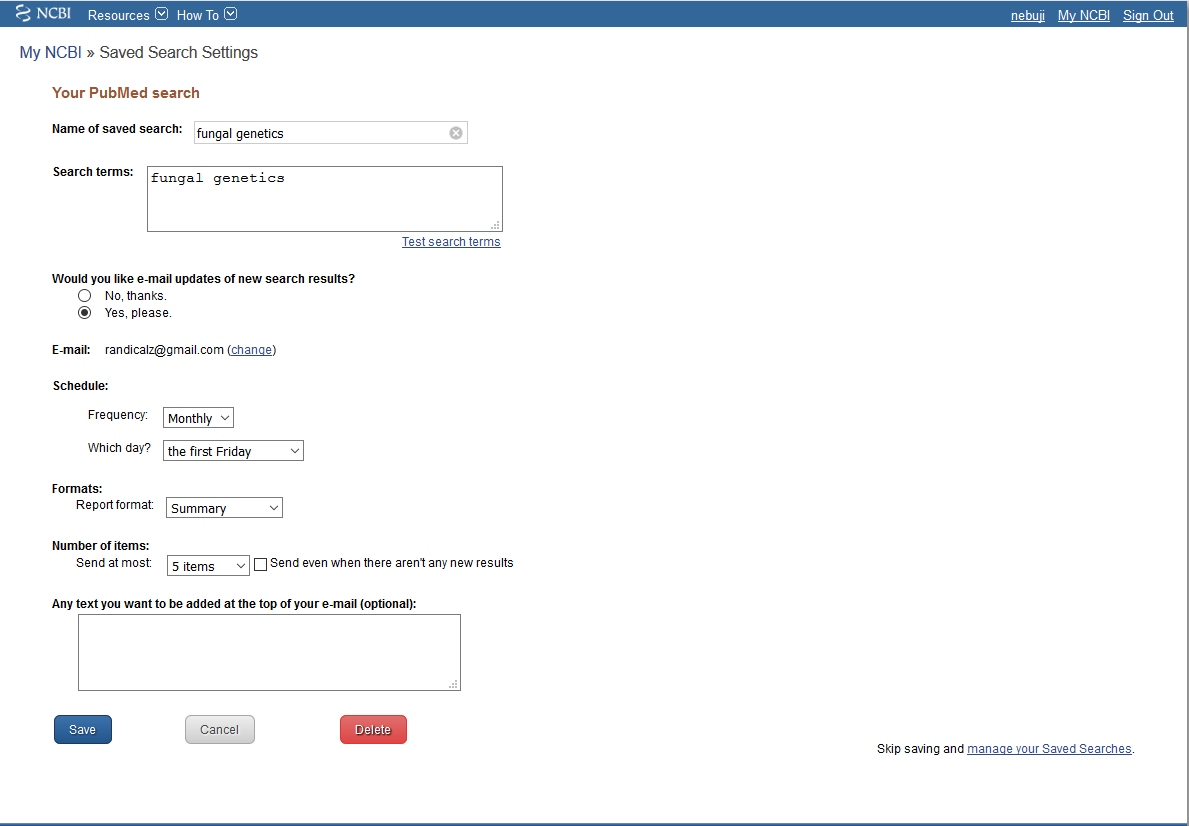 NCBI Resources How To nebuji My NCBI Sign Out
My NCBI » Saved Search Settings
Your PubMed search
Name of saved search: fungal genetics
Search terms: fungal genetics
Test search terms
Would you like e-mail updates of new search results?
No, thanks.
Yes, please.
E-mail: randicalz@gmail.com (change)
Schedule:
Frequency: Monthly
Which day? the first Friday
Formats:
Report format: Summary
Number of items:
Send at most: 5 items Send even when there aren't any new results
Any text you want to be added at the top of your e-mail (optional):
Save Cancel Delete
Skip saving and manage your Saved Searches.